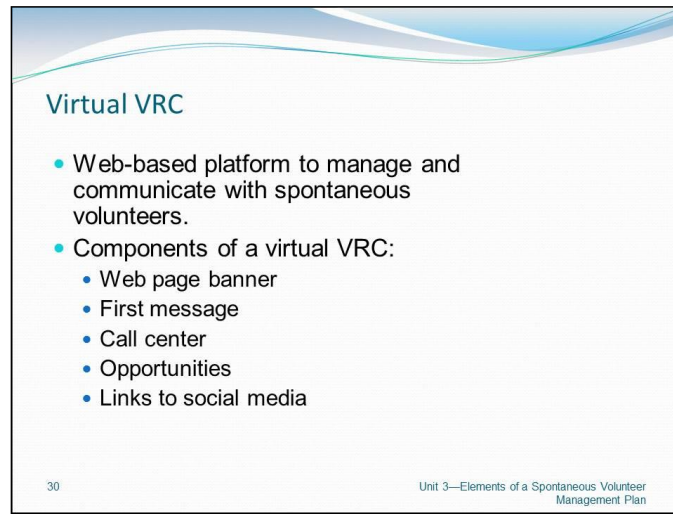 Virtual VRC
• Web-based platform to manage and
communicate with spontaneous
volunteers.
• Components of a virtual VRC:
• Web page banner
• First message
• Call center
• Opportunities
• Links to social media
30
Unit 3—Elements of a Spontaneous Volunteer
Management Plan